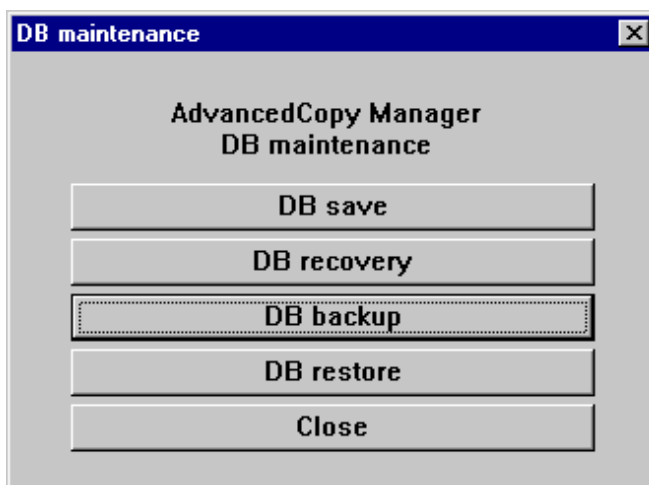 DB maintenance
AdvancedCopy Manager
DB maintenance
DB save
DB recovery
DB backup
DB restore
Close